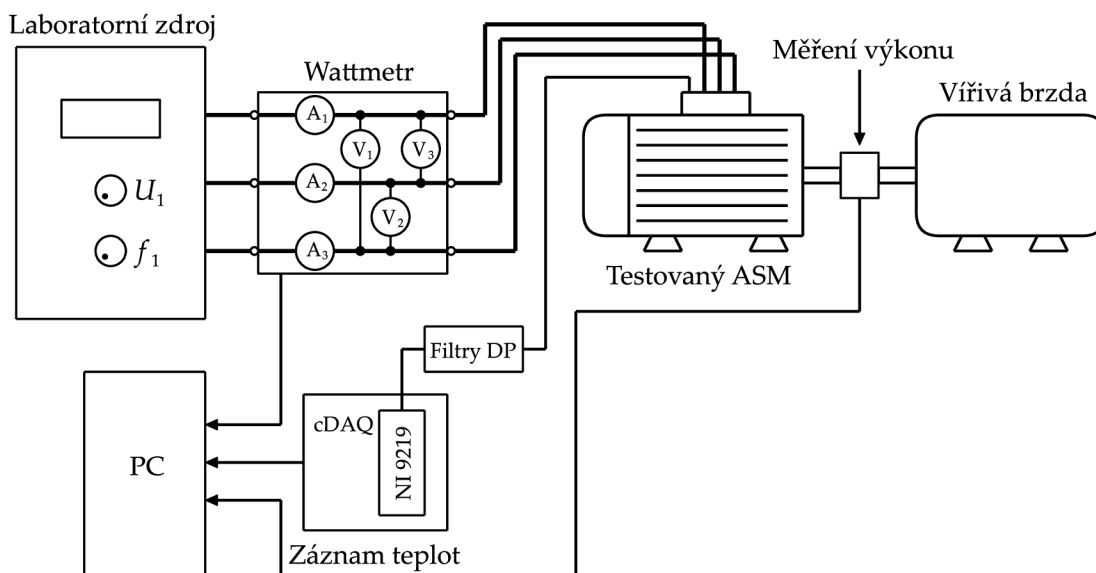 Laboratorní zdroj
Wattmetr
Měření výkonu
Vířivá brzda
A1
V1
V3
U1
A2
V2
f1
A3
Testovaný ASM
Filtry DP
cDAQ
NI 9219
PC
Záznam teplot